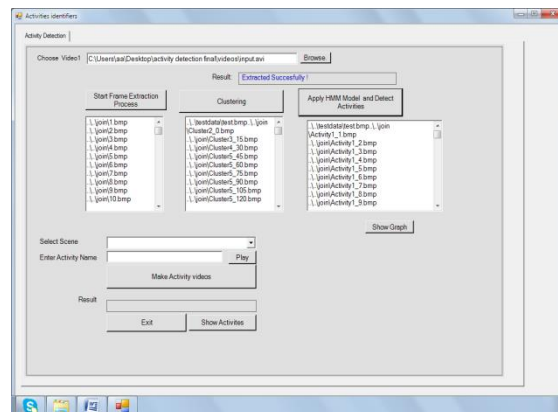 Activities identifiers
Activity Detection
Choose Video1 C:\Users\aa\Desktop\activity detection final\videos\input.avi Browse
Result: Extracted Succesfully !
Start Frame Extraction Process
Clustering
Apply HMM Model and Detect Activities
.\..\join\1.bmp
.\..\join\2.bmp
.\..\join\3.bmp
.\..\join\4.bmp
.\..\join\5.bmp
.\..\join\6.bmp
.\..\join\7.bmp
.\..\join\8.bmp
.\..\join\9.bmp
.\..\join\10.bmp
.\..\testdata\test.bmp..\..\join
\Cluster2_0.bmp
.\..\join\Cluster3_15.bmp
.\..\join\Cluster4_30.bmp
.\..\join\Cluster5_45.bmp
.\..\join\Cluster5_60.bmp
.\..\join\Cluster5_75.bmp
.\..\join\Cluster5_90.bmp
.\..\join\Cluster5_105.bmp
.\..\join\Cluster5_120.bmp
.\..\testdata\test.bmp..\..\join
\Activity1_1.bmp
.\..\join\Activity1_2.bmp
.\..\join\Activity1_3.bmp
.\..\join\Activity1_4.bmp
.\..\join\Activity1_5.bmp
.\..\join\Activity1_6.bmp
.\..\join\Activity1_7.bmp
.\..\join\Activity1_8.bmp
.\..\join\Activity1_9.bmp
Show Graph
Select Scene
Enter Activity Name Play
Make Activity videos
Result
Exit Show Activites